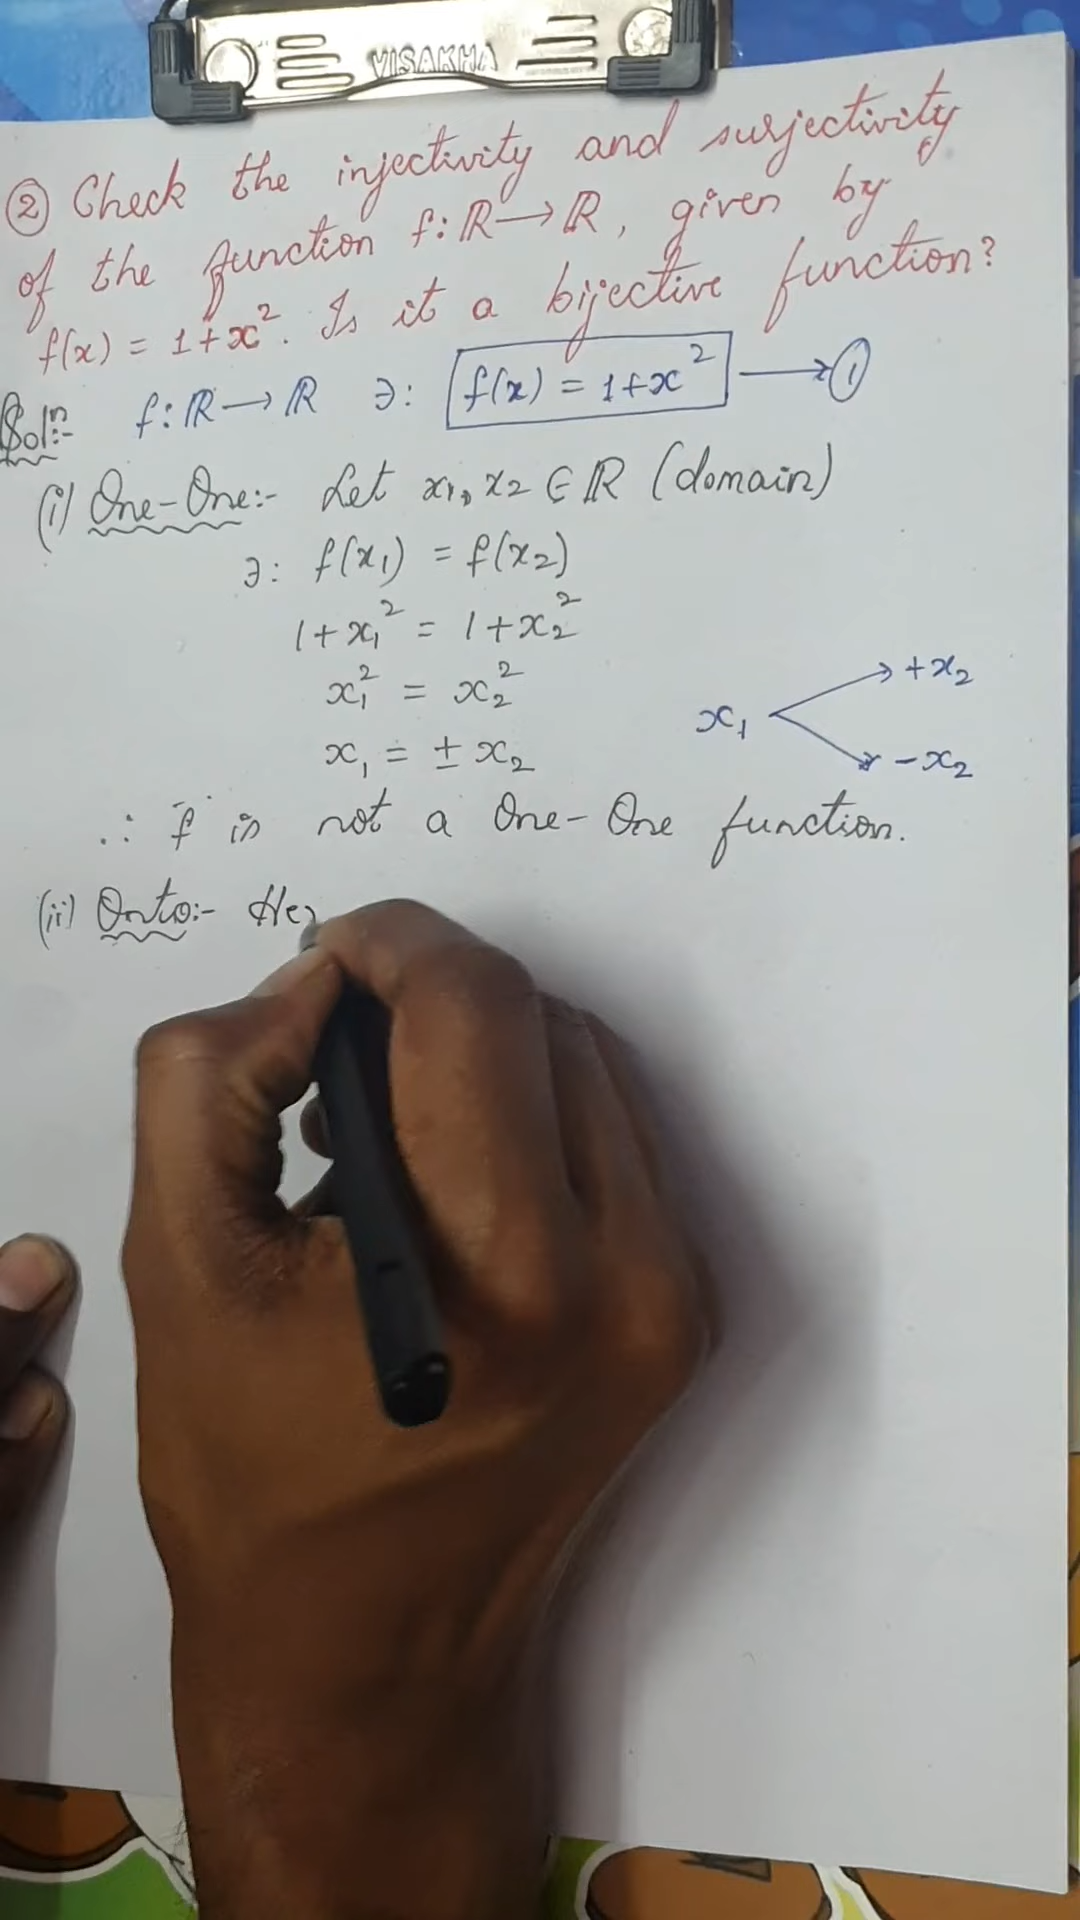 VISAKHA
② Check the injectivity and surjectivity
of the function f: ℝ→ℝ, given by
f(x) = 1+x². Is it a bijective function?
Solⁿ:- f: ℝ→ℝ ∋: f(x) = 1+x² → ①
(i) One-One:- Let x₁, x₂ ∈ ℝ (domain)
∋: f(x₁) = f(x₂)
1+x₁² = 1+x₂²
x₁² = x₂²
x₁ = ± x₂
x₁ → +x₂
→ -x₂
∴ f is not a One-One function.
(ii) Onto:- Her